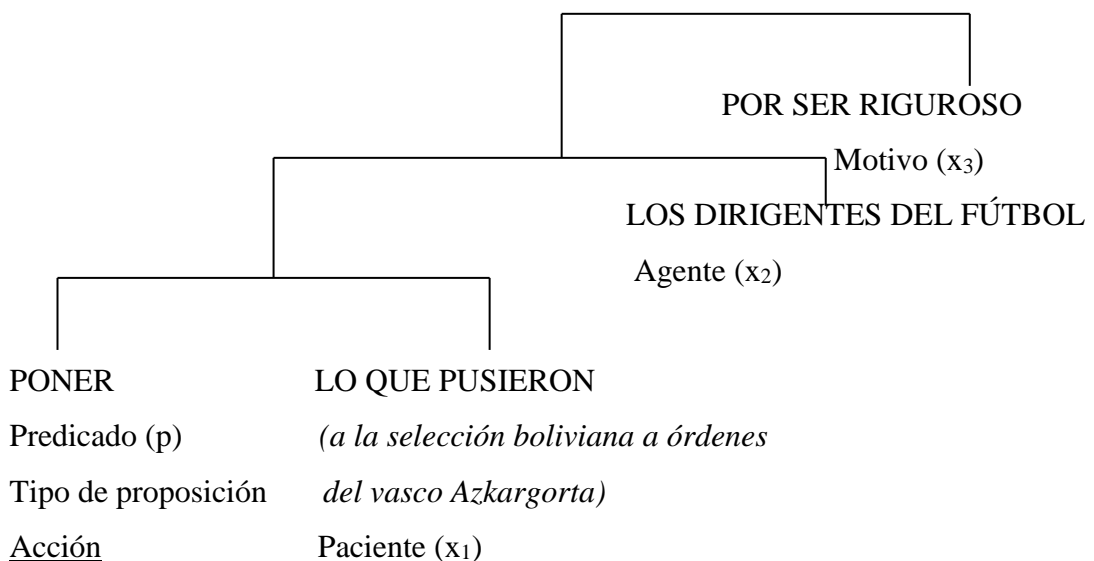 POR SER RIGUROSO
Motivo (x₃)
LOS DIRIGENTES DEL FÚTBOL
Agente (x₂)
PONER LO QUE PUSIERON
Predicado (p) (a la selección boliviana a órdenes
Tipo de proposición del vasco Azkargorta)
Acción Paciente (x₁)